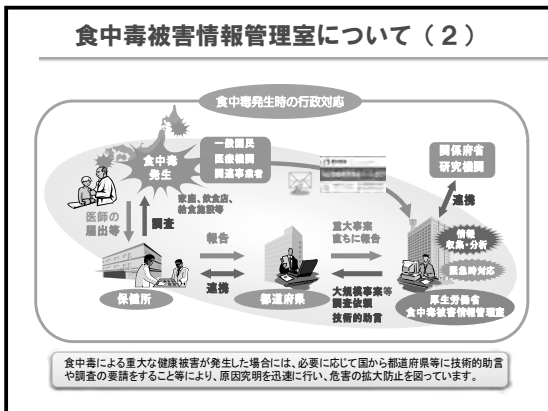 食中毒被害情報管理室について（２）
食中毒発生時の行政対応
食中毒
発生
一般国民
医療機関
関連事業者
関係府省
研究機関
家庭、飲食店、
給食施設等
医師の
届出等
調査
連携
情報
収集・分析
緊急時対応
報告
重大事案
直ちに報告
保健所
連携
都道府県
大規模事案等
調査依頼
技術的助言
厚生労働省
食中毒被害情報管理室
食中毒による重大な健康被害が発生した場合には、必要に応じて国から都道府県等に技術的助言
や調査の要請をすること等により、原因究明を迅速に行い、危害の拡大防止を図っています。